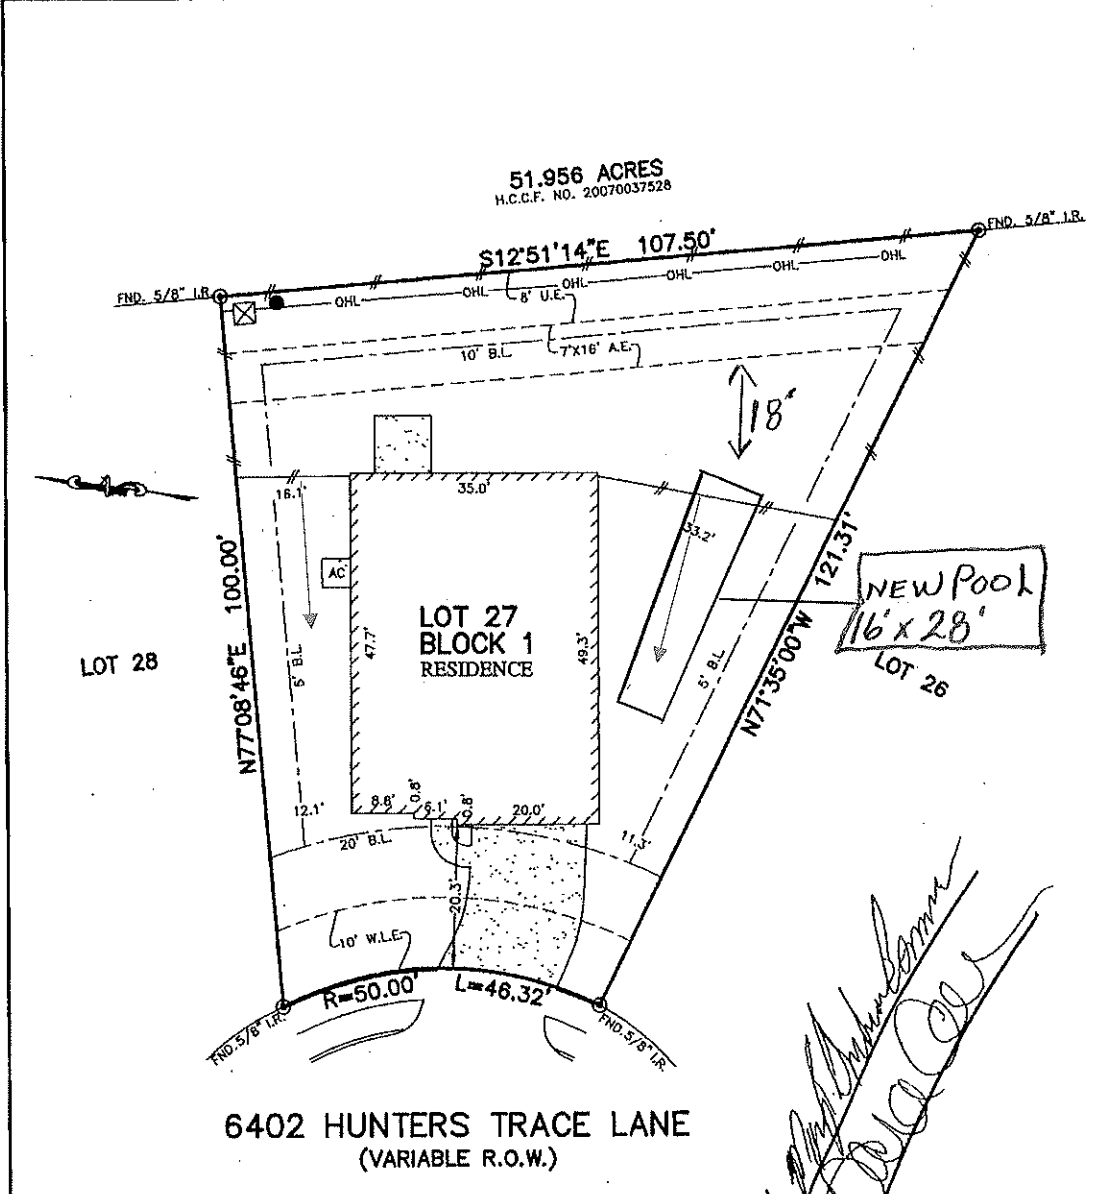 51.956 ACRES
H.C.C.F. NO. 20070037528
S12°51'14"E 107.50'
FND. 5/8" I.R.
FND. 5/8" I.R.
OHL
OHL
OHL
OHL
OHL
OHL
8' U.E.
10' B.L.
7'X16' A.E.
18"
16.1'
35.0'
33.2'
AC
N77°08'46"E 100.00'
N71°35'00"W 121.31'
NEW POOL
16' x 28'
LOT 28
LOT 26
LOT 27
BLOCK 1
RESIDENCE
47.7'
49.3'
5' B.L.
5' B.L.
12.1'
8.8'
0.8'
6.1'
0.8'
20.0'
11.3'
20' B.L.
20.3'
10' W.L.E.
R=50.00'
L=46.32'
FND. 5/8" I.R.
FND. 5/8" I.R.
6402 HUNTERS TRACE LANE
(VARIABLE R.O.W.)